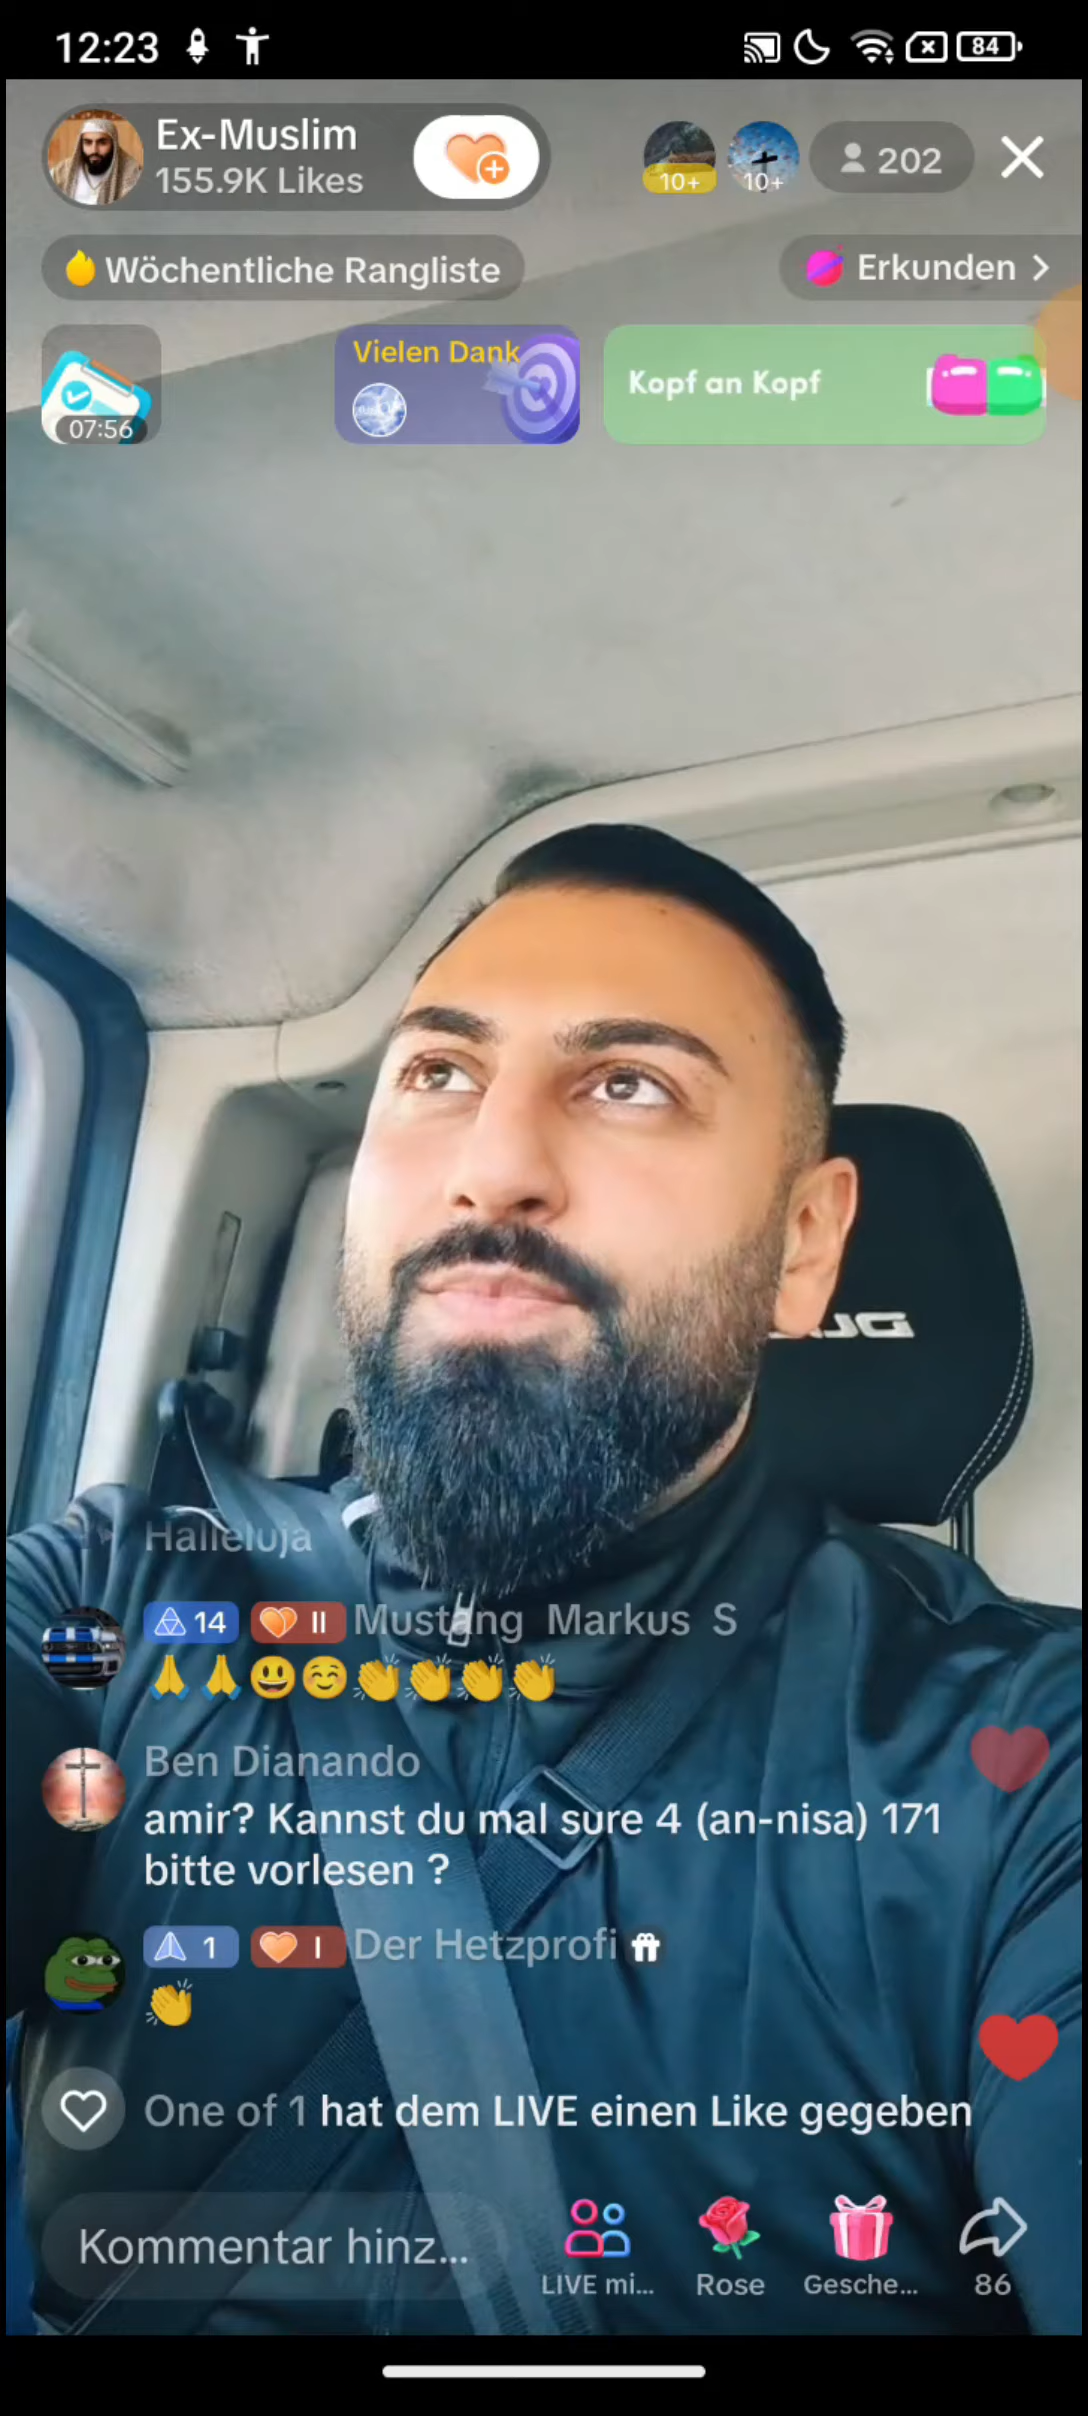 12:23
84
Ex-Muslim
155.9K Likes
10+
10+
202
Wöchentliche Rangliste
Erkunden
07:56
Vielen Dank
Kopf an Kopf
Halleluja
14 II Mustang Markus S
🙏🙏😃☺️👏👏👏👏
Ben Dianando
amir? Kannst du mal sure 4 (an-nisa) 171
bitte vorlesen ?
1 I Der Hetzprofi
👏
One of 1 hat dem LIVE einen Like gegeben
Kommentar hinz...
LIVE mi...
Rose
Gesche...
86